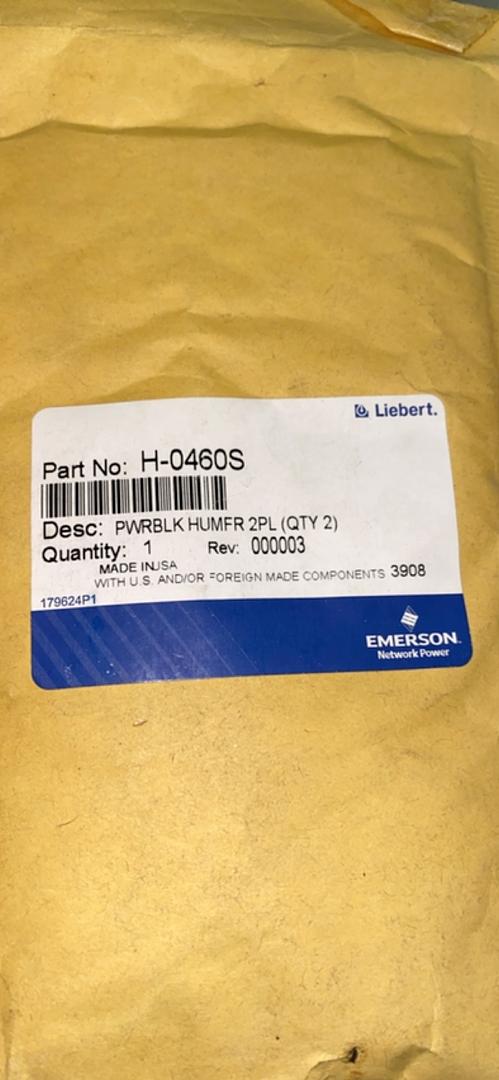 Liebert.
Part No: H-0460S
Desc: PWRBLK HUMFR 2PL (QTY 2)
Quantity: 1 Rev: 000003
MADE IN USA
WITH U.S. AND/OR FOREIGN MADE COMPONENTS 3908
179624P1
EMERSON
Network Power